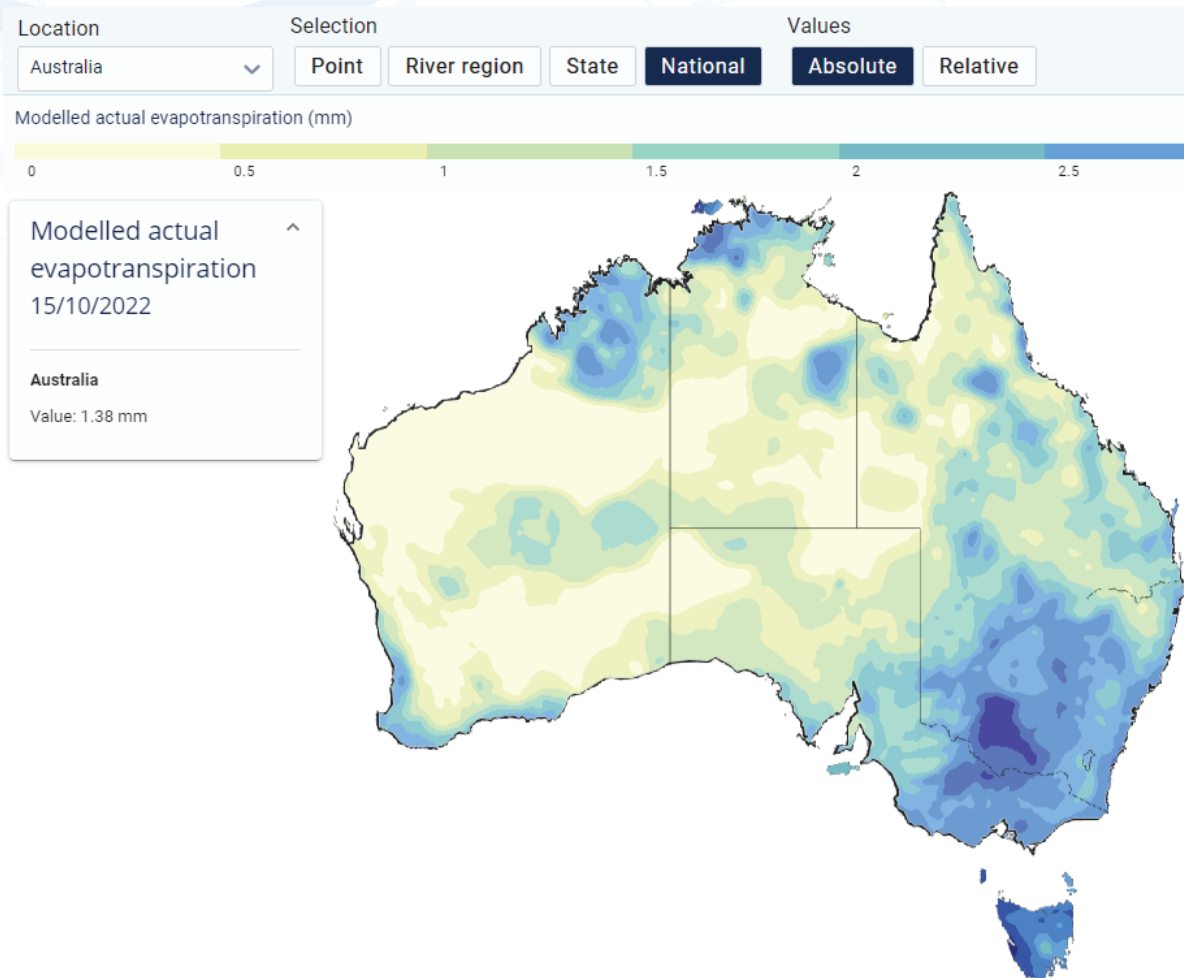 Location
Selection
Values
Australia
Point
River region
State
National
Absolute
Relative
Modelled actual evapotranspiration (mm)
0 0.5 1 1.5 2 2.5
Modelled actual
evapotranspiration
15/10/2022
Australia
Value: 1.38 mm